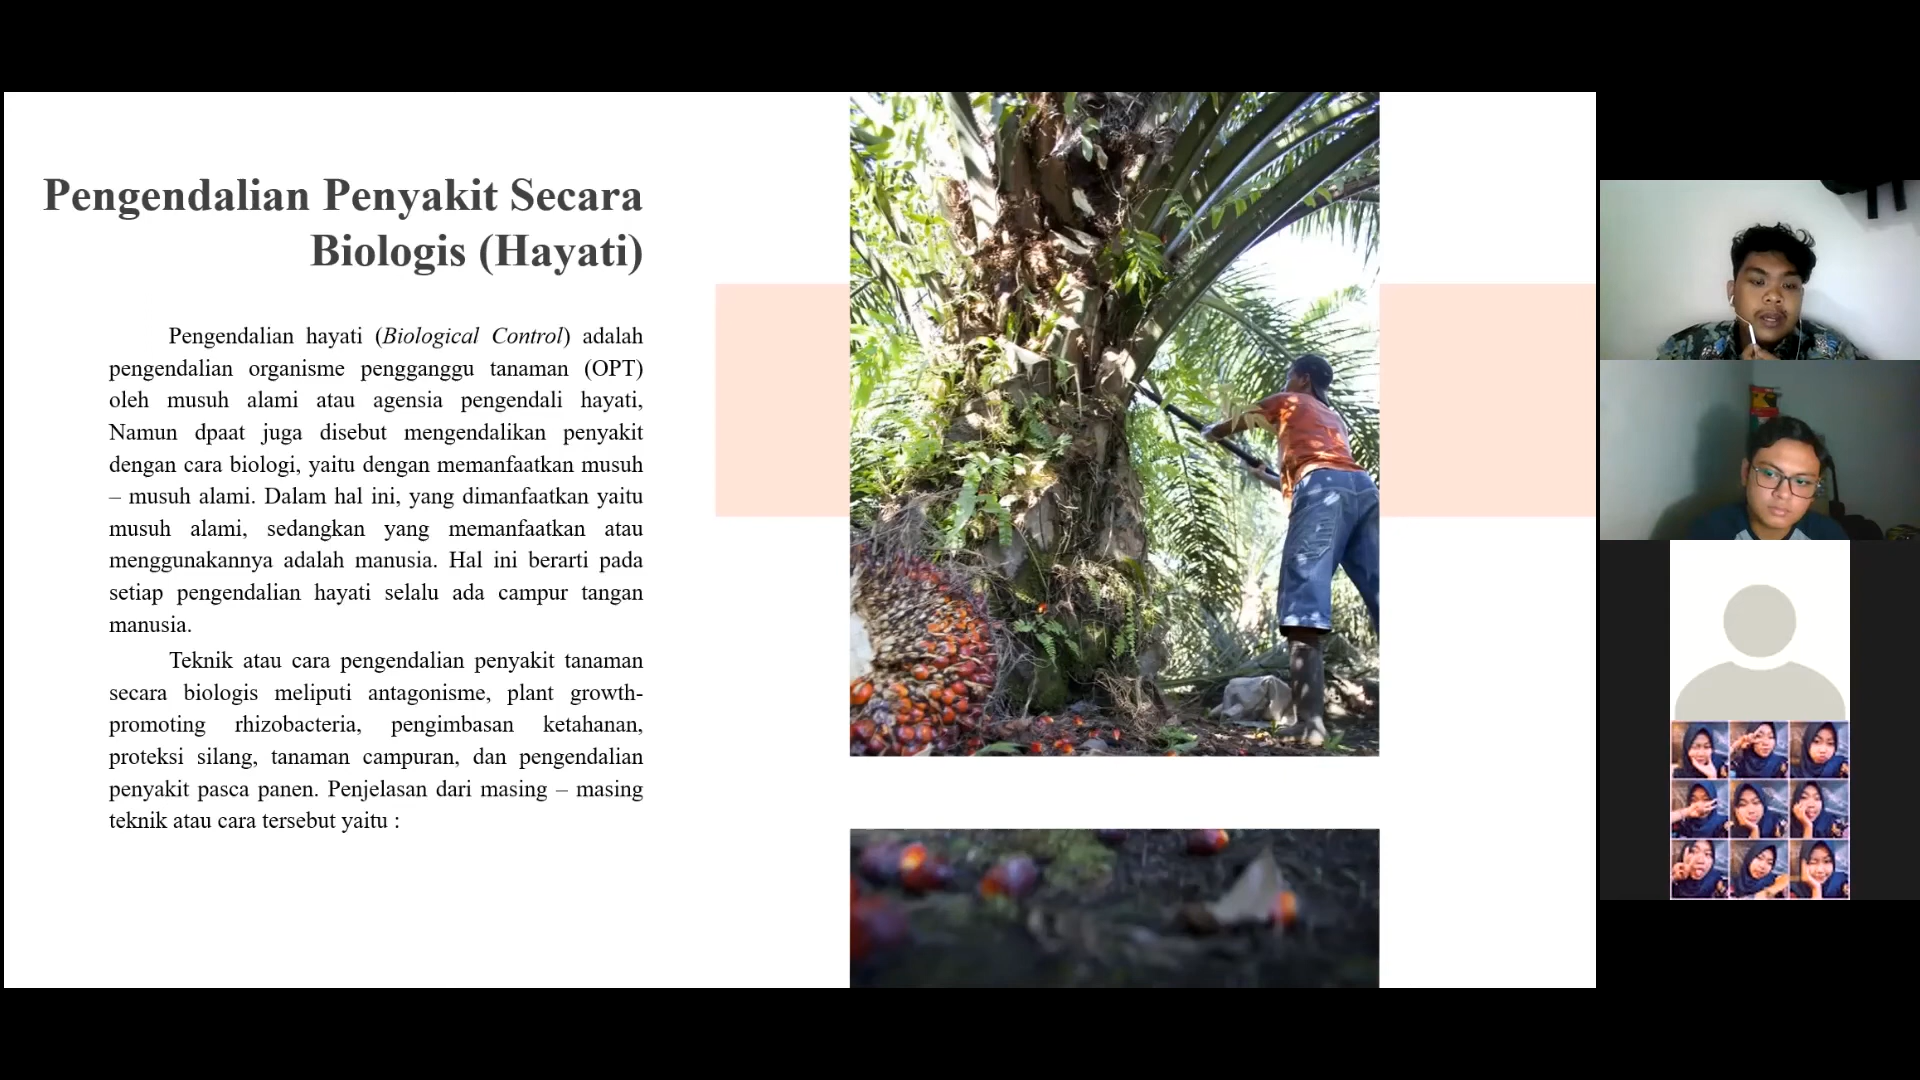 Pengendalian Penyakit Secara
Biologis (Hayati)
Pengendalian hayati (Biological Control) adalah
pengendalian organisme pengganggu tanaman (OPT)
oleh musuh alami atau agensia pengendali hayati,
Namun dpaat juga disebut mengendalikan penyakit
dengan cara biologi, yaitu dengan memanfaatkan musuh
– musuh alami. Dalam hal ini, yang dimanfaatkan yaitu
musuh alami, sedangkan yang memanfaatkan atau
menggunakannya adalah manusia. Hal ini berarti pada
setiap pengendalian hayati selalu ada campur tangan
manusia.
Teknik atau cara pengendalian penyakit tanaman
secara biologis meliputi antagonisme, plant growth-
promoting rhizobacteria, pengimbasan ketahanan,
proteksi silang, tanaman campuran, dan pengendalian
penyakit pasca panen. Penjelasan dari masing – masing
teknik atau cara tersebut yaitu :